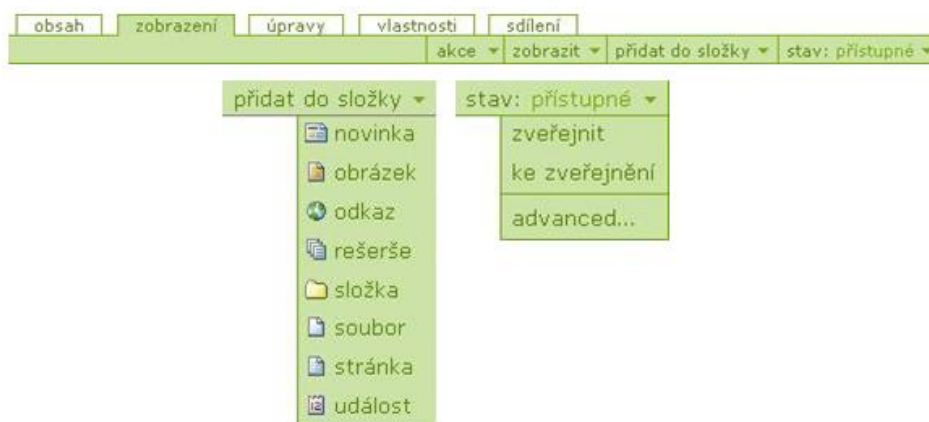 obsah zobrazení úpravy vlastnosti sdílení
akce zobrazit přidat do složky stav: přístupné
přidat do složky
novinka
obrázek
odkaz
rešerše
složka
soubor
stránka
událost
stav: přístupné
zveřejnit
ke zveřejnění
advanced...